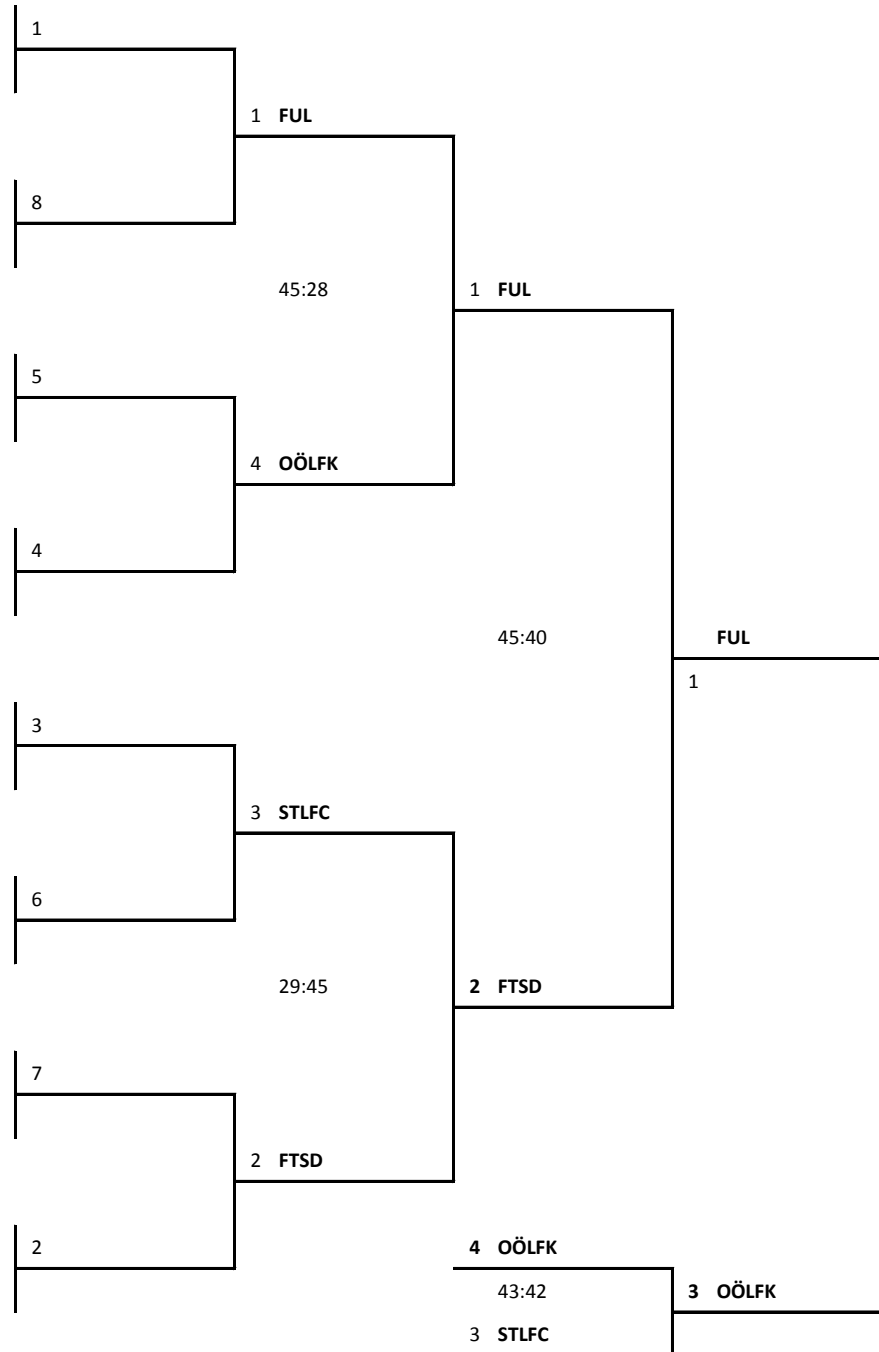 1
1 FUL
8
45:28
1 FUL
5
4 OÖLFK
4
45:40
FUL
1
3
3 STLFC
6
29:45
2 FTSD
7
2 FTSD
2
4 OÖLFK
43:42
3 OÖLFK
3 STLFC